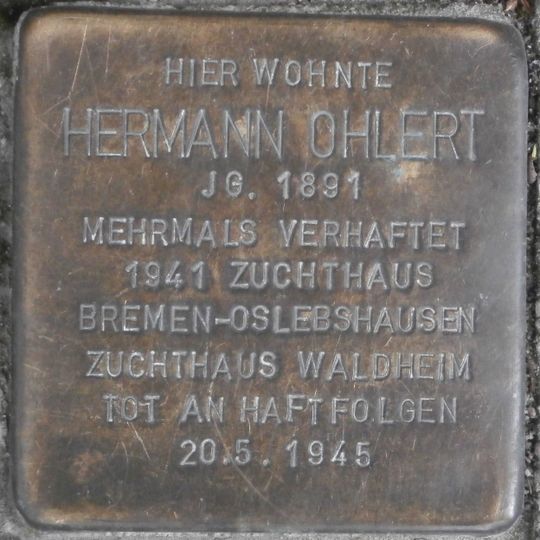 HIER WOHNTE
HERMANN OHLERT
JG. 1891
MEHRMALS VERHAFTET
1941 ZUCHTHAUS
BREMEN-OSLEBSHAUSEN
ZUCHTHAUS WALDHEIM
TOT AN HAFTFOLGEN
20.5.1945